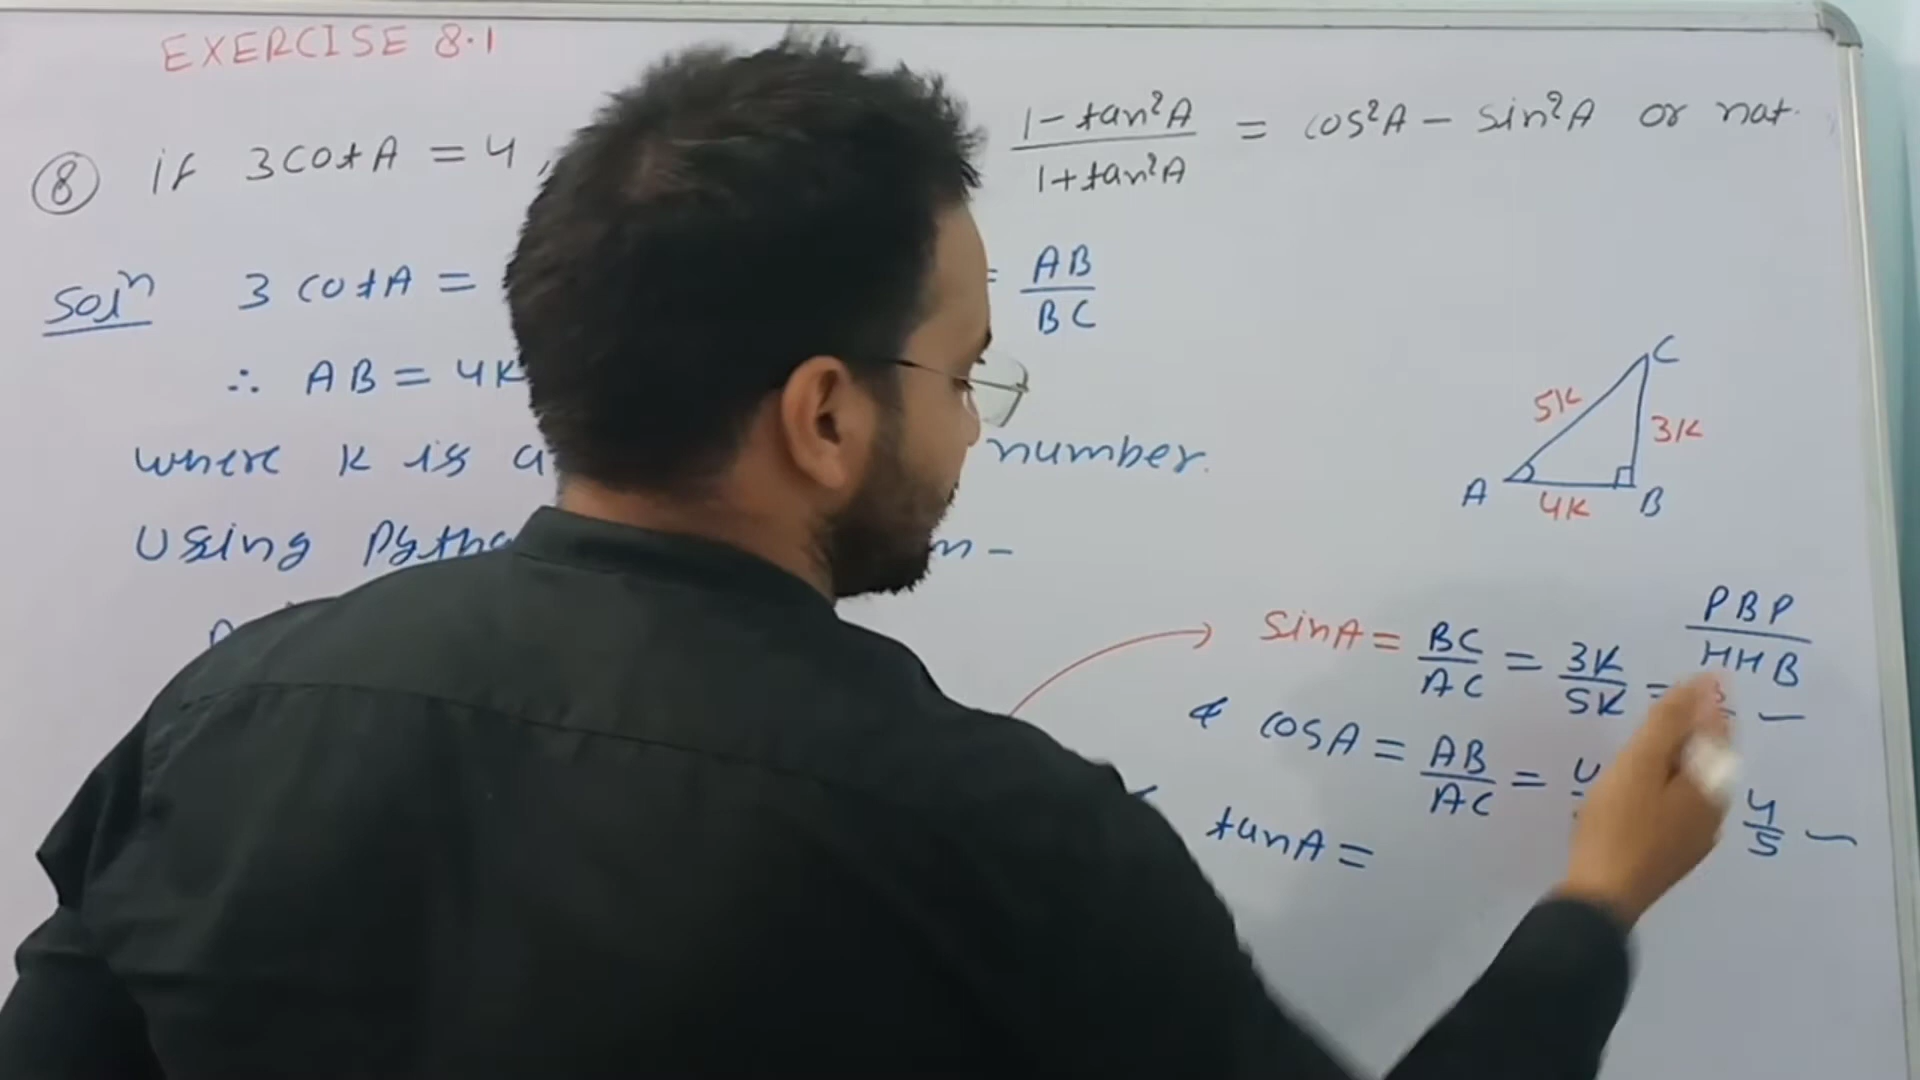 EXERCISE 8.1
⑧ if 3cotA = 4, (1-tan²A)/(1+tan²A) = cos²A - sin²A or not.
Solⁿ 3 cotA = = AB/BC
∴ AB = 4K
where K is a number.
Using
C
5K
3K
A 4K B
PBP/HHB
SinA = BC/AC = 3K/5K =
& cosA = AB/AC = 4/5
tanA =